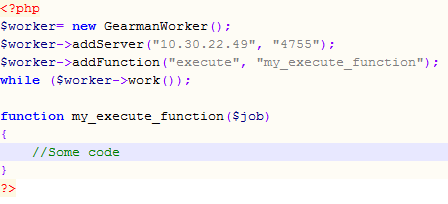 <?php
$worker= new GearmanWorker();
$worker->addServer("10.30.22.49", "4755");
$worker->addFunction("execute", "my_execute_function");
while ($worker->work());
function my_execute_function($job)
{
//Some code
}
?>